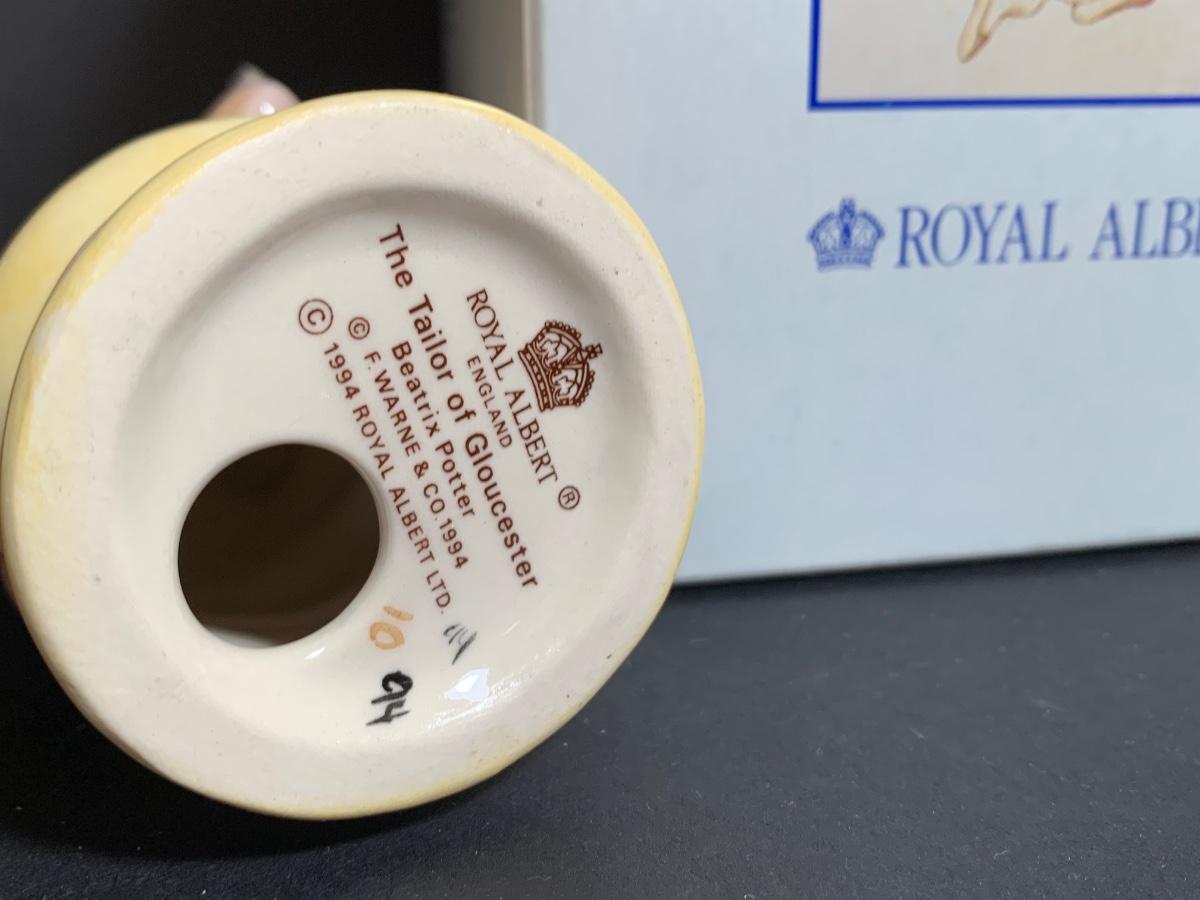 ROYAL ALBERT ®
ENGLAND
The Tailor of Gloucester
Beatrix Potter
© F. WARNE & CO. 1994
© 1994 ROYAL ALBERT LTD.
94
ROYAL ALB